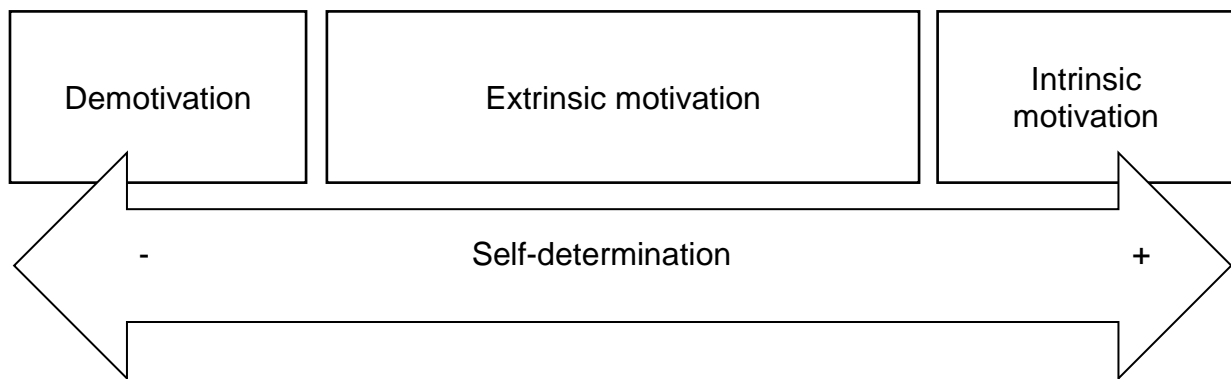 Demotivation
Extrinsic motivation
Intrinsic
motivation
- Self-determination +